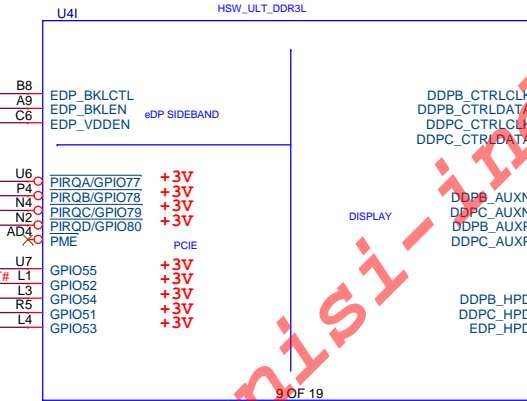 U4I
HSW_ULT_DDR3L
B8 EDP_BKLCTL
A9 EDP_BKLEN
C6 EDP_VDDEN
eDP SIDEBAND
DDPB_CTRLCLK
DDPB_CTRLDATA
DDPC_CTRLCLK
DDPC_CTRLDATA
U6 PIRQA/GPIO77 +3V
P4 PIRQB/GPIO78 +3V
N4 PIRQC/GPIO79 +3V
N2 PIRQD/GPIO80 +3V
AD4 PME
PCIE
DISPLAY
DDPB_AUXN
DDPC_AUXN
DDPB_AUXP
DDPC_AUXP
U7 GPIO55 +3V
# L1 GPIO52 +3V
L3 GPIO54 +3V
R5 GPIO51 +3V
L4 GPIO53 +3V
DDPB_HPD
DDPC_HPD
EDP_HPD
9 OF 19
nisi-in